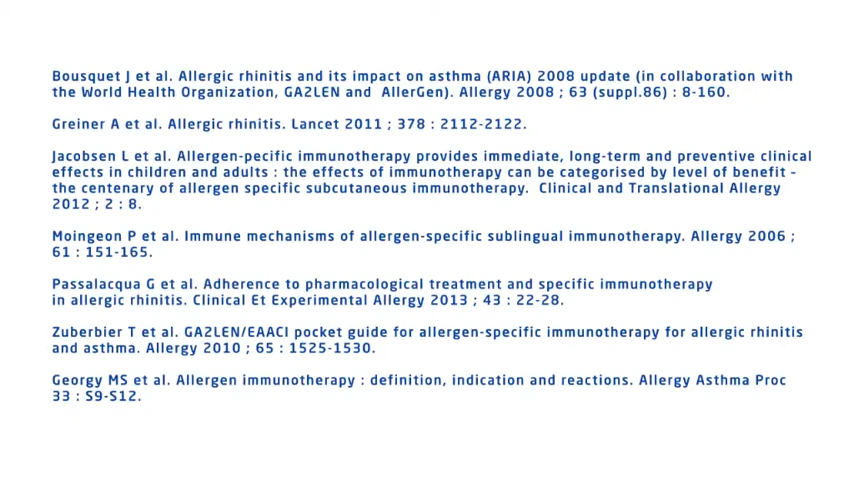 Bousquet J et al. Allergic rhinitis and its impact on asthma (ARIA) 2008 update (in collaboration with
the World Health Organization, GA2LEN and AllerGen). Allergy 2008 ; 63 (suppl.86) : 8-160.
Greiner A et al. Allergic rhinitis. Lancet 2011 ; 378 : 2112-2122.
Jacobsen L et al. Allergen-pecific immunotherapy provides immediate, long-term and preventive clinical
effects in children and adults : the effects of immunotherapy can be categorised by level of benefit -
the centenary of allergen specific subcutaneous immunotherapy. Clinical and Translational Allergy
2012 ; 2 : 8.
Moingeon P et al. Immune mechanisms of allergen-specific sublingual immunotherapy. Allergy 2006 ;
61 : 151-165.
Passalacqua G et al. Adherence to pharmacological treatment and specific immunotherapy
in allergic rhinitis. Clinical Et Experimental Allergy 2013 ; 43 : 22-28.
Zuberbier T et al. GA2LEN/EAACI pocket guide for allergen-specific immunotherapy for allergic rhinitis
and asthma. Allergy 2010 ; 65 : 1525-1530.
Georgy MS et al. Allergen immunotherapy : definition, indication and reactions. Allergy Asthma Proc
33 : S9-S12.